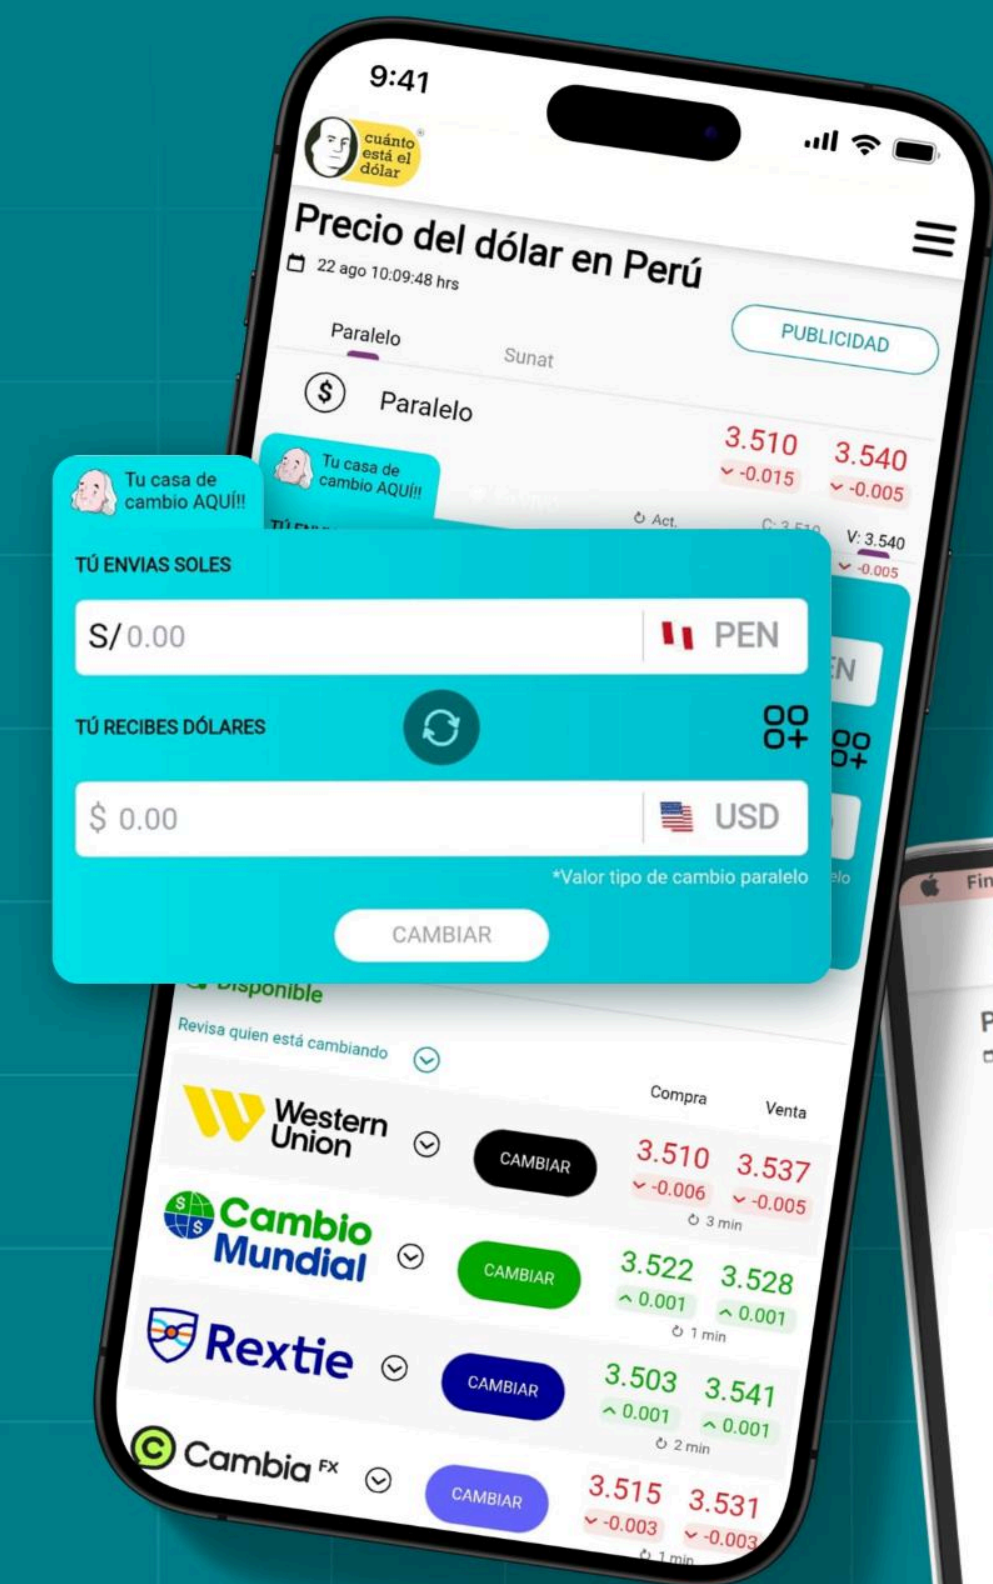 9:41
cuánto
está el
dólar
Precio del dólar en Perú
22 ago 10:09:48 hrs
PUBLICIDAD
Paralelo
Sunat
$ Paralelo
3.510 3.540
-0.015 -0.005
Tu casa de
cambio AQUÍ!!
Tu casa de
cambio AQUÍ!!
Act.
C: 3.510
V: 3.540
-0.005
TÚ ENVIAS SOLES
S/ 0.00
PEN
EN
TÚ RECIBES DÓLARES
$ 0.00
USD
*Valor tipo de cambio paralelo
elo
CAMBIAR
Disponible
Revisa quien está cambiando
Compra Venta
Western
Union
CAMBIAR
3.510 3.537
-0.006 -0.005
3 min
Cambio
Mundial
CAMBIAR
3.522 3.528
0.001 0.001
1 min
Rextie
CAMBIAR
3.503 3.541
0.001 0.001
2 min
Cambia FX
CAMBIAR
3.515 3.531
-0.003 -0.003
1 min
Fin
P